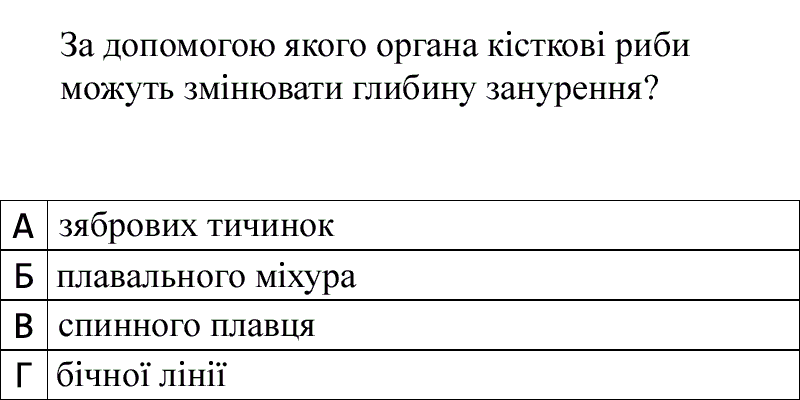 За допомогою якого органа кісткові риби
можуть змінювати глибину занурення?
А зябрових тичинок
Б плавального міхура
В спинного плавця
Г бічної лінії